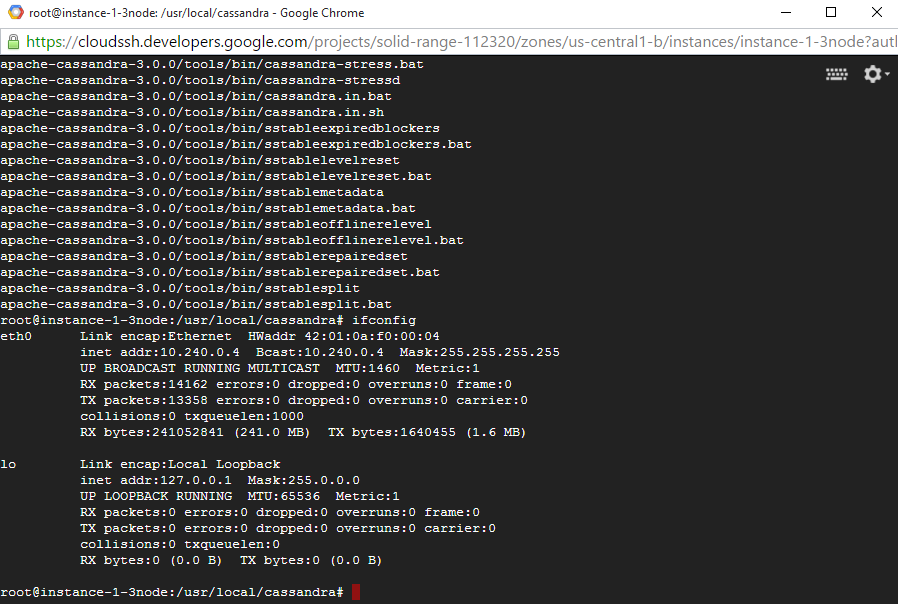 root@instance-1-3node: /usr/local/cassandra - Google Chrome
https://cloudssh.developers.google.com/projects/solid-range-112320/zones/us-central1-b/instances/instance-1-3node?autl
apache-cassandra-3.0.0/tools/bin/cassandra-stress.bat
apache-cassandra-3.0.0/tools/bin/cassandra-stressd
apache-cassandra-3.0.0/tools/bin/cassandra.in.bat
apache-cassandra-3.0.0/tools/bin/cassandra.in.sh
apache-cassandra-3.0.0/tools/bin/sstableexpiredblockers
apache-cassandra-3.0.0/tools/bin/sstableexpiredblockers.bat
apache-cassandra-3.0.0/tools/bin/sstablelevelreset
apache-cassandra-3.0.0/tools/bin/sstablelevelreset.bat
apache-cassandra-3.0.0/tools/bin/sstablemetadata
apache-cassandra-3.0.0/tools/bin/sstablemetadata.bat
apache-cassandra-3.0.0/tools/bin/sstableofflinerelevel
apache-cassandra-3.0.0/tools/bin/sstableofflinerelevel.bat
apache-cassandra-3.0.0/tools/bin/sstablerepairedset
apache-cassandra-3.0.0/tools/bin/sstablerepairedset.bat
apache-cassandra-3.0.0/tools/bin/sstablesplit
apache-cassandra-3.0.0/tools/bin/sstablesplit.bat
root@instance-1-3node:/usr/local/cassandra# ifconfig
eth0      Link encap:Ethernet  HWaddr 42:01:0a:f0:00:04
          inet addr:10.240.0.4  Bcast:10.240.0.4  Mask:255.255.255.255
          UP BROADCAST RUNNING MULTICAST  MTU:1460  Metric:1
          RX packets:14162 errors:0 dropped:0 overruns:0 frame:0
          TX packets:13358 errors:0 dropped:0 overruns:0 carrier:0
          collisions:0 txqueuelen:1000
          RX bytes:241052841 (241.0 MB)  TX bytes:1640455 (1.6 MB)
lo        Link encap:Local Loopback
          inet addr:127.0.0.1  Mask:255.0.0.0
          UP LOOPBACK RUNNING  MTU:65536  Metric:1
          RX packets:0 errors:0 dropped:0 overruns:0 frame:0
          TX packets:0 errors:0 dropped:0 overruns:0 carrier:0
          collisions:0 txqueuelen:0
          RX bytes:0 (0.0 B)  TX bytes:0 (0.0 B)
root@instance-1-3node:/usr/local/cassandra#